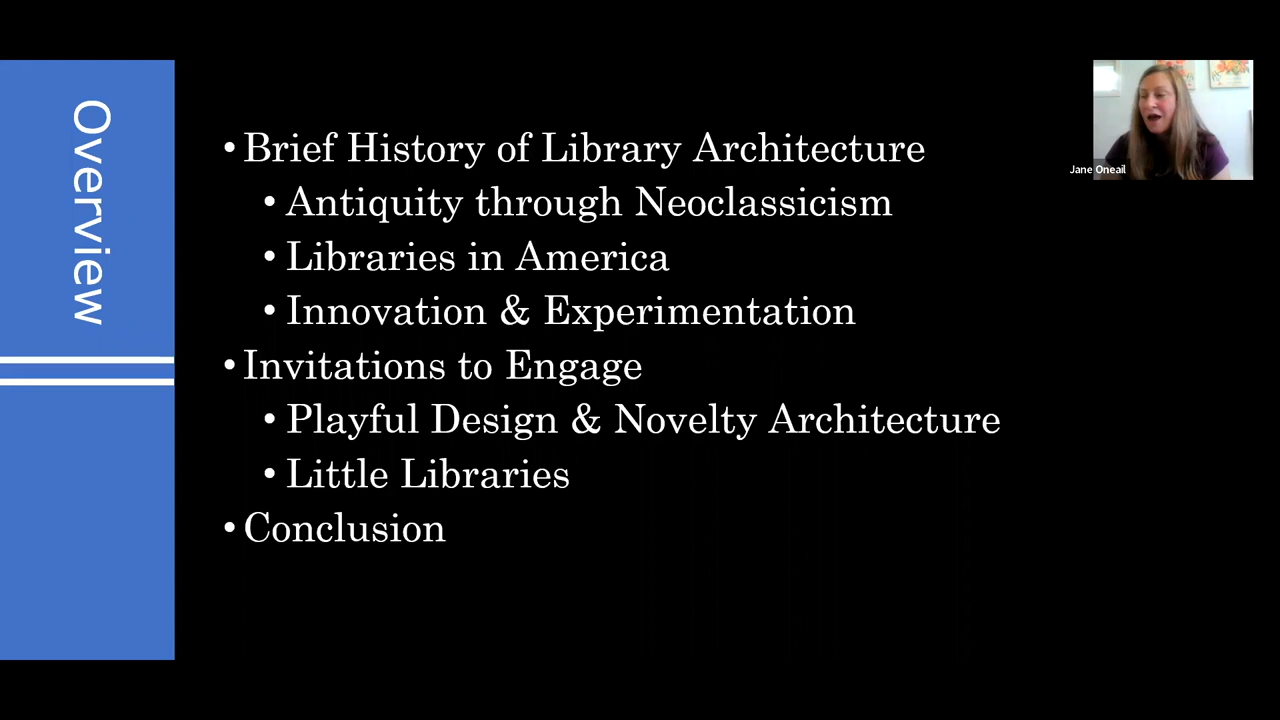 Overview
• Brief History of Library Architecture
• Antiquity through Neoclassicism
• Libraries in America
• Innovation & Experimentation
• Invitations to Engage
• Playful Design & Novelty Architecture
• Little Libraries
• Conclusion
Jane Oneail